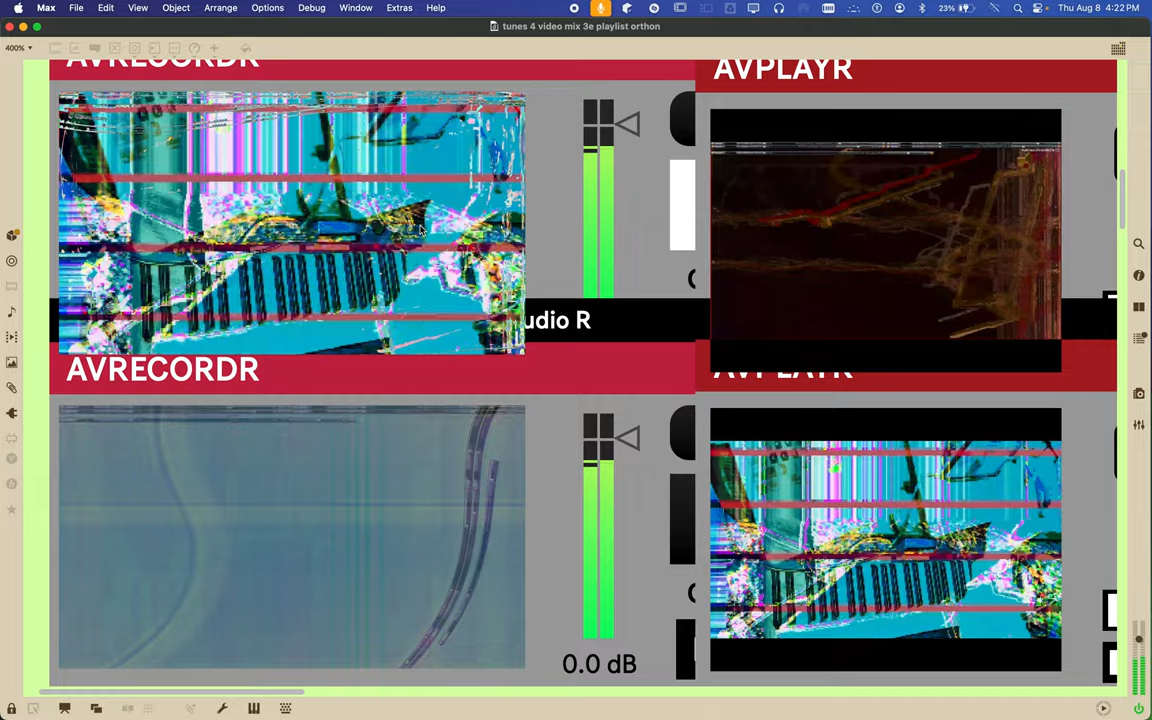 Max File Edit View Object Arrange Options Debug Window Extras Help
23% Thu Aug 8 4:22 PM
tunes 4 video mix 3e playlist orthon
400%
AVRECORDR
AVPLAYR
udio R
AVRECORDR
AVPLAYR
0.0 dB